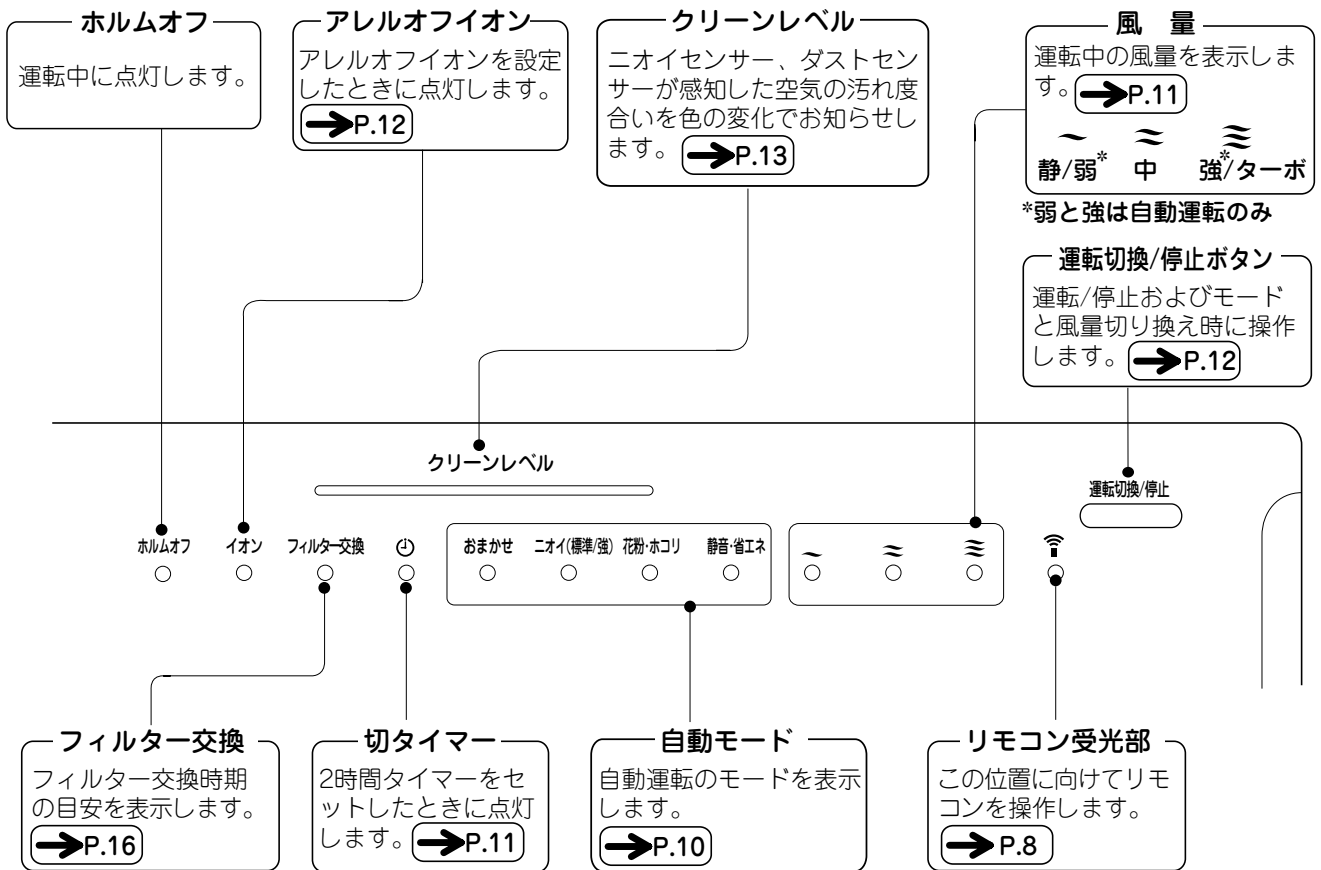 ホルムオフ
運転中に点灯します。
アレルオフイオン
アレルオフイオンを設定
したときに点灯します。
➔P.12
クリーンレベル
ニオイセンサー、ダストセン
サーが感知した空気の汚れ度
合いを色の変化でお知らせし
ます。 ➔P.13
風 量
運転中の風量を表示しま
す。 ➔P.11
静/弱* 中 強*/ターボ
*弱と強は自動運転のみ
運転切換/停止ボタン
運転/停止およびモード
と風量切り換え時に操作
します。 ➔P.12
クリーンレベル
運転切換/停止
ホルムオフ イオン フィルター交換 おまかせ ニオイ(標準/強) 花粉・ホコリ 静音・省エネ
フィルター交換
フィルター交換時期
の目安を表示します。
➔P.16
切タイマー
2時間タイマーをセ
ットしたときに点灯
します。 ➔P.11
自動モード
自動運転のモードを表示
します。
➔P.10
リモコン受光部
この位置に向けてリモ
コンを操作します。
➔P.8